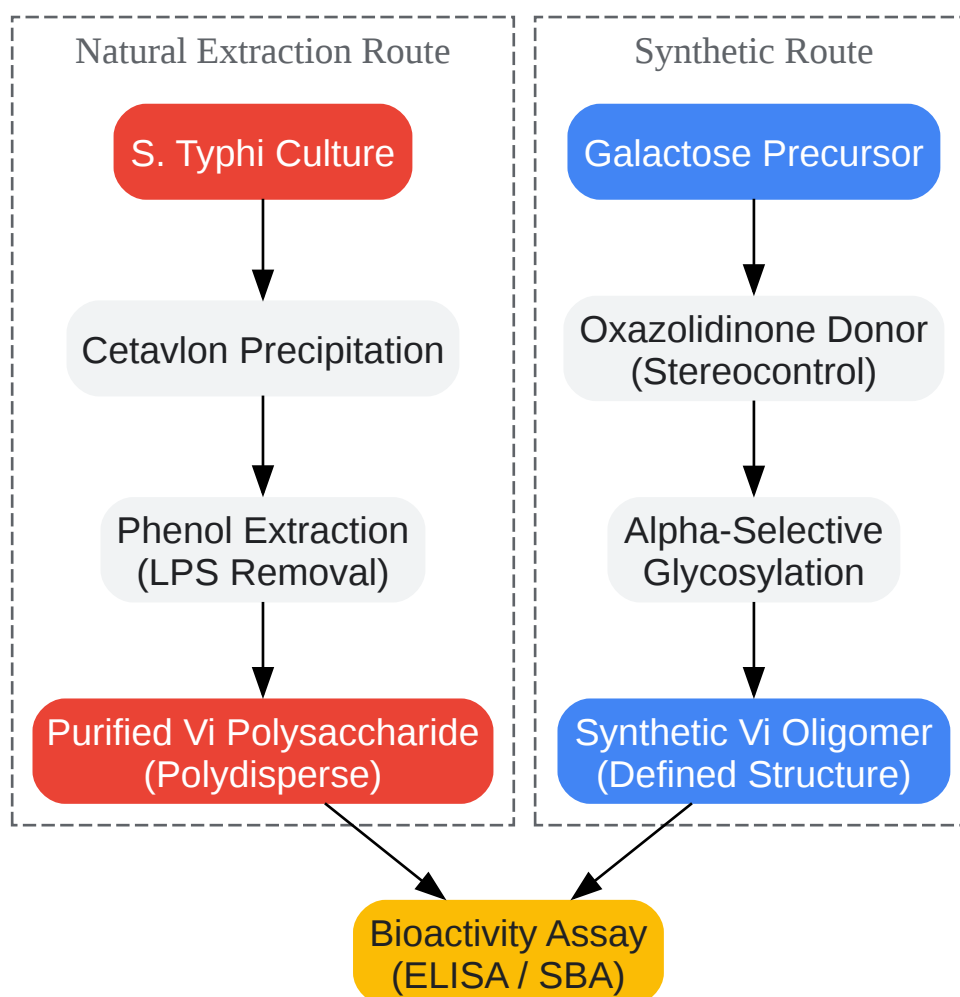 Natural Extraction Route
S. Typhi Culture
Cetavlon Precipitation
Phenol Extraction
(LPS Removal)
Purified Vi Polysaccharide
(Polydisperse)
Synthetic Route
Galactose Precursor
Oxazolidinone Donor
(Stereocontrol)
Alpha-Selective
Glycosylation
Synthetic Vi Oligomer
(Defined Structure)
Bioactivity Assay
(ELISA / SBA)